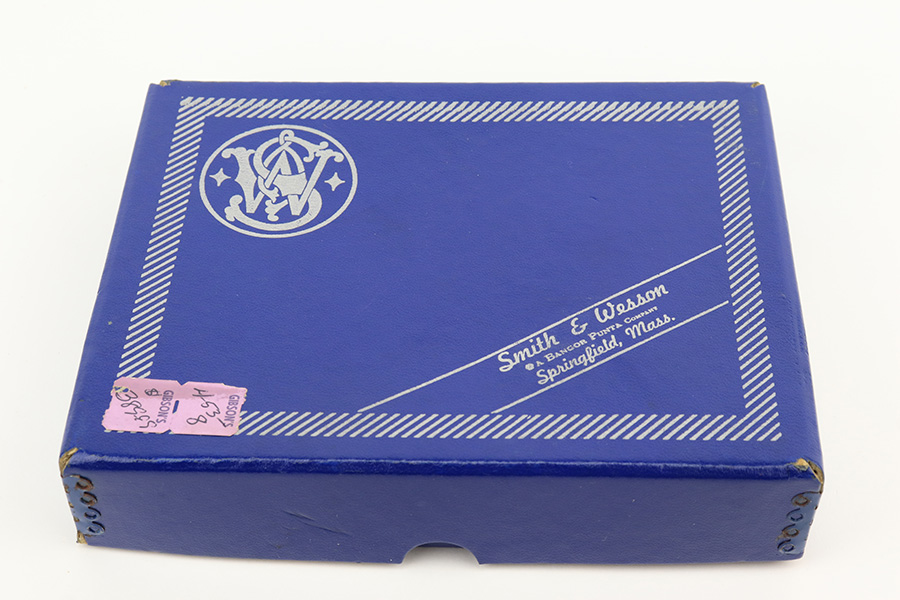 Smith & Wesson
A BANGOR PUNTA COMPANY
Springfield, Mass.
GIBSON'S
GIBSON'S